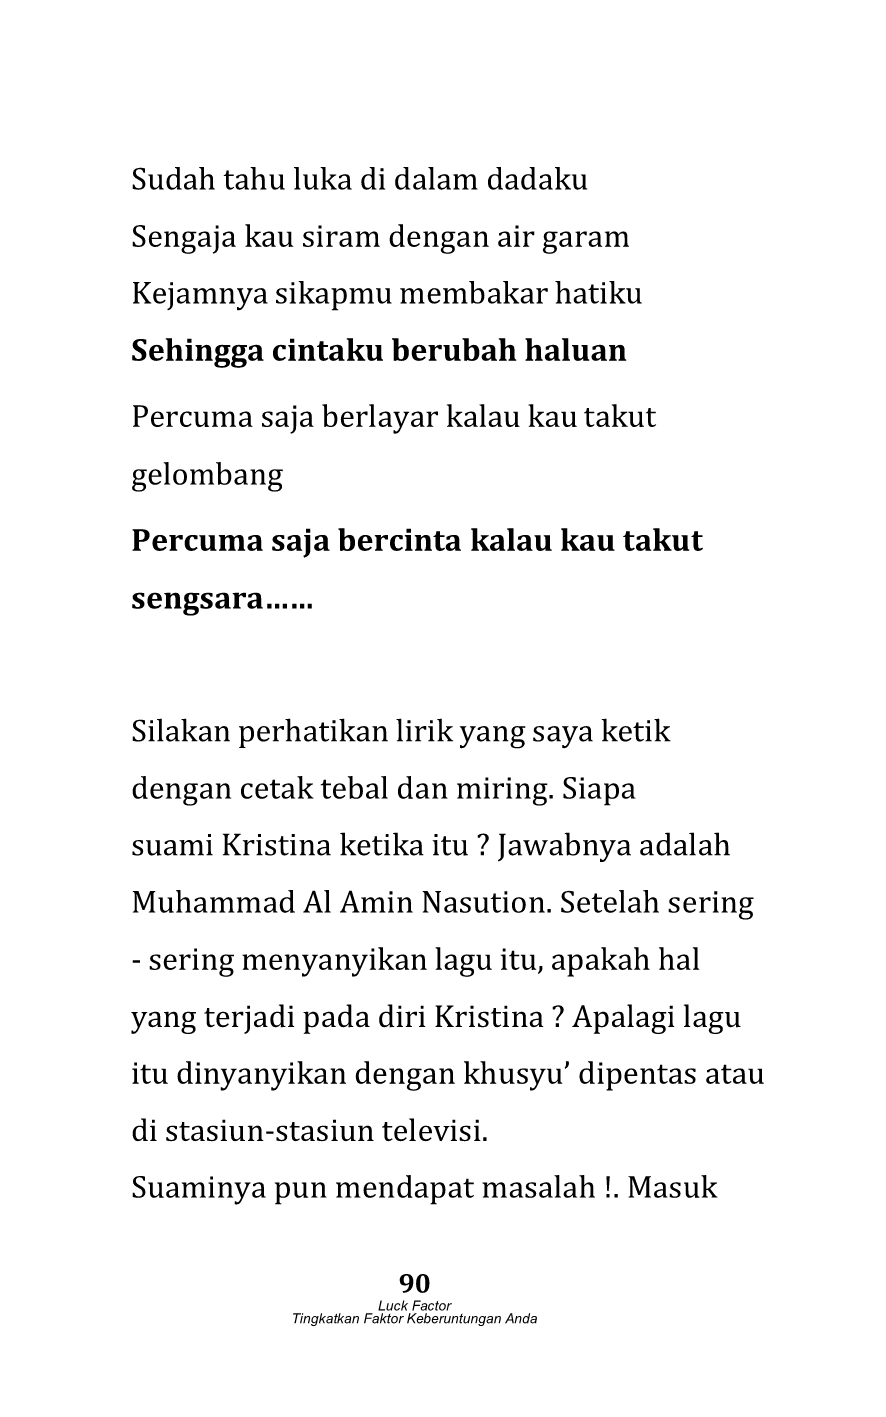 Sudah tahu luka di dalam dadaku
Sengaja kau siram dengan air garam
Kejamnya sikapmu membakar hatiku
Sehingga cintaku berubah haluan
Percuma saja berlayar kalau kau takut
gelombang
Percuma saja bercinta kalau kau takut
sengsara……
Silakan perhatikan lirik yang saya ketik
dengan cetak tebal dan miring. Siapa
suami Kristina ketika itu ? Jawabnya adalah
Muhammad Al Amin Nasution. Setelah sering
- sering menyanyikan lagu itu, apakah hal
yang terjadi pada diri Kristina ? Apalagi lagu
itu dinyanyikan dengan khusyu’ dipentas atau
di stasiun-stasiun televisi.
Suaminya pun mendapat masalah !. Masuk
90
Luck Factor
Tingkatkan Faktor Keberuntungan Anda